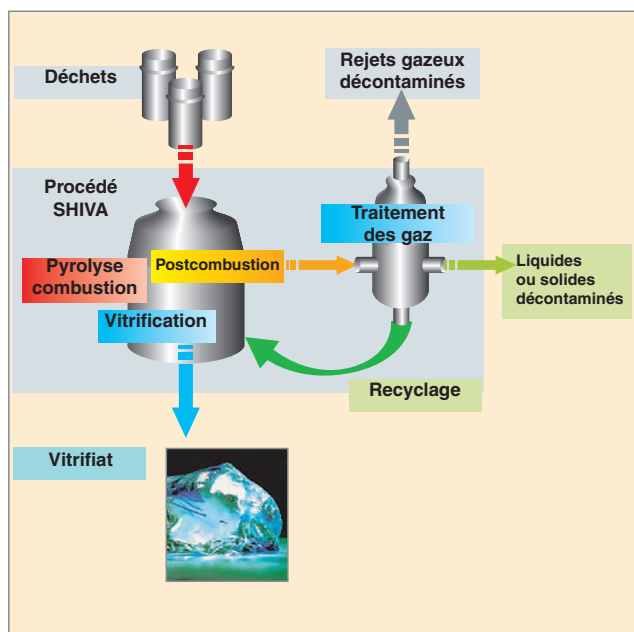 Déchets
Rejets gazeux
décontaminés
Procédé
SHIVA
Traitement
des gaz
Pyrolyse
combustion
Postcombustion
Liquides
ou solides
décontaminés
Vitrification
Recyclage
Vitrifiat